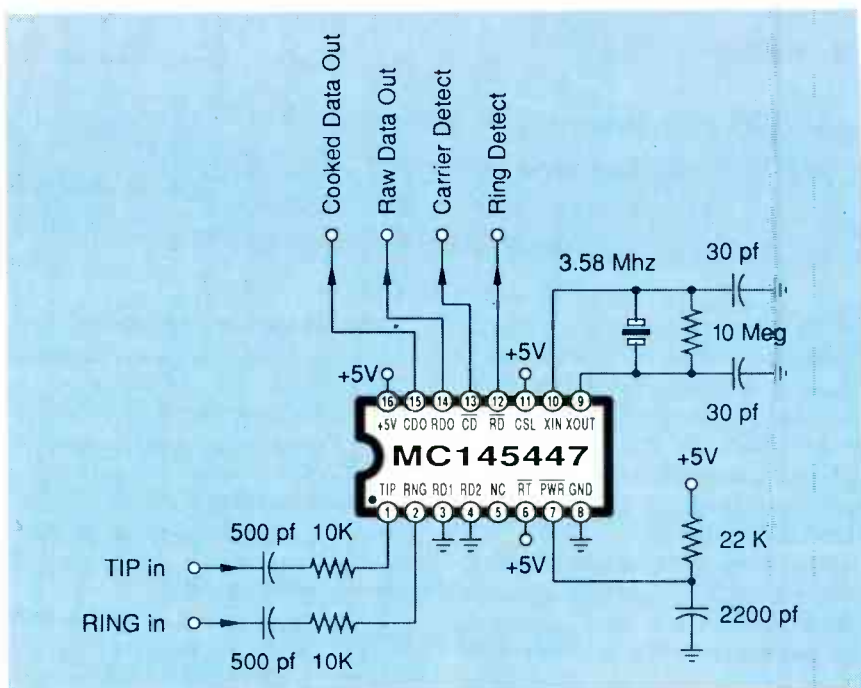 Cooked Data Out
Raw Data Out
Carrier Detect
Ring Detect
3.58 Mhz
30 pf
10 Meg
30 pf
+5V
+5V
16 15 14 13 12 11 10 9
+5V CDO RDO CD RD CSL XIN XOUT
MC145447
TIP RNG RD1 RD2 NC RT PWR GND
1 2 3 4 5 6 7 8
+5V
+5V
22 K
2200 pf
500 pf 10K
TIP in
RING in
500 pf 10K